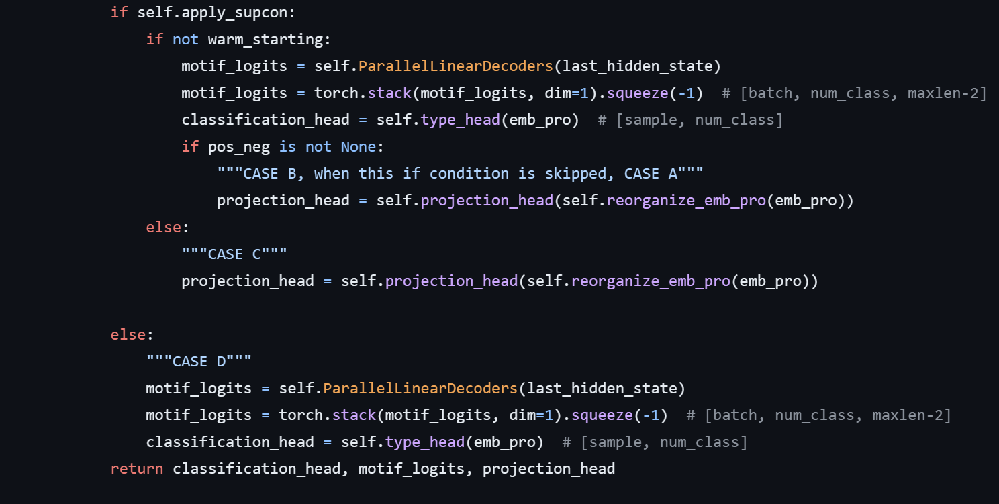 if self.apply_supcon:
    if not warm_starting:
        motif_logits = self.ParallelLinearDecoders(last_hidden_state)
        motif_logits = torch.stack(motif_logits, dim=1).squeeze(-1)  # [batch, num_class, maxlen-2]
        classification_head = self.type_head(emb_pro)  # [sample, num_class]
        if pos_neg is not None:
            """CASE B, when this if condition is skipped, CASE A"""
            projection_head = self.projection_head(self.reorganize_emb_pro(emb_pro))
    else:
        """CASE C"""
        projection_head = self.projection_head(self.reorganize_emb_pro(emb_pro))

else:
    """CASE D"""
    motif_logits = self.ParallelLinearDecoders(last_hidden_state)
    motif_logits = torch.stack(motif_logits, dim=1).squeeze(-1)  # [batch, num_class, maxlen-2]
    classification_head = self.type_head(emb_pro)  # [sample, num_class]
return classification_head, motif_logits, projection_head